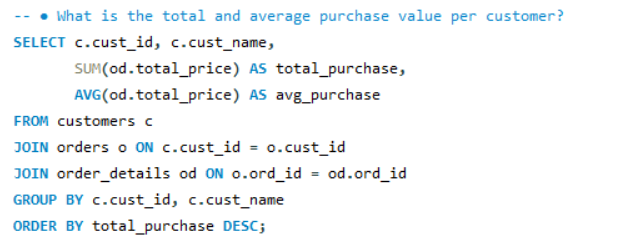 -- • What is the total and average purchase value per customer?
SELECT c.cust_id, c.cust_name,
SUM(od.total_price) AS total_purchase,
AVG(od.total_price) AS avg_purchase
FROM customers c
JOIN orders o ON c.cust_id = o.cust_id
JOIN order_details od ON o.ord_id = od.ord_id
GROUP BY c.cust_id, c.cust_name
ORDER BY total_purchase DESC;